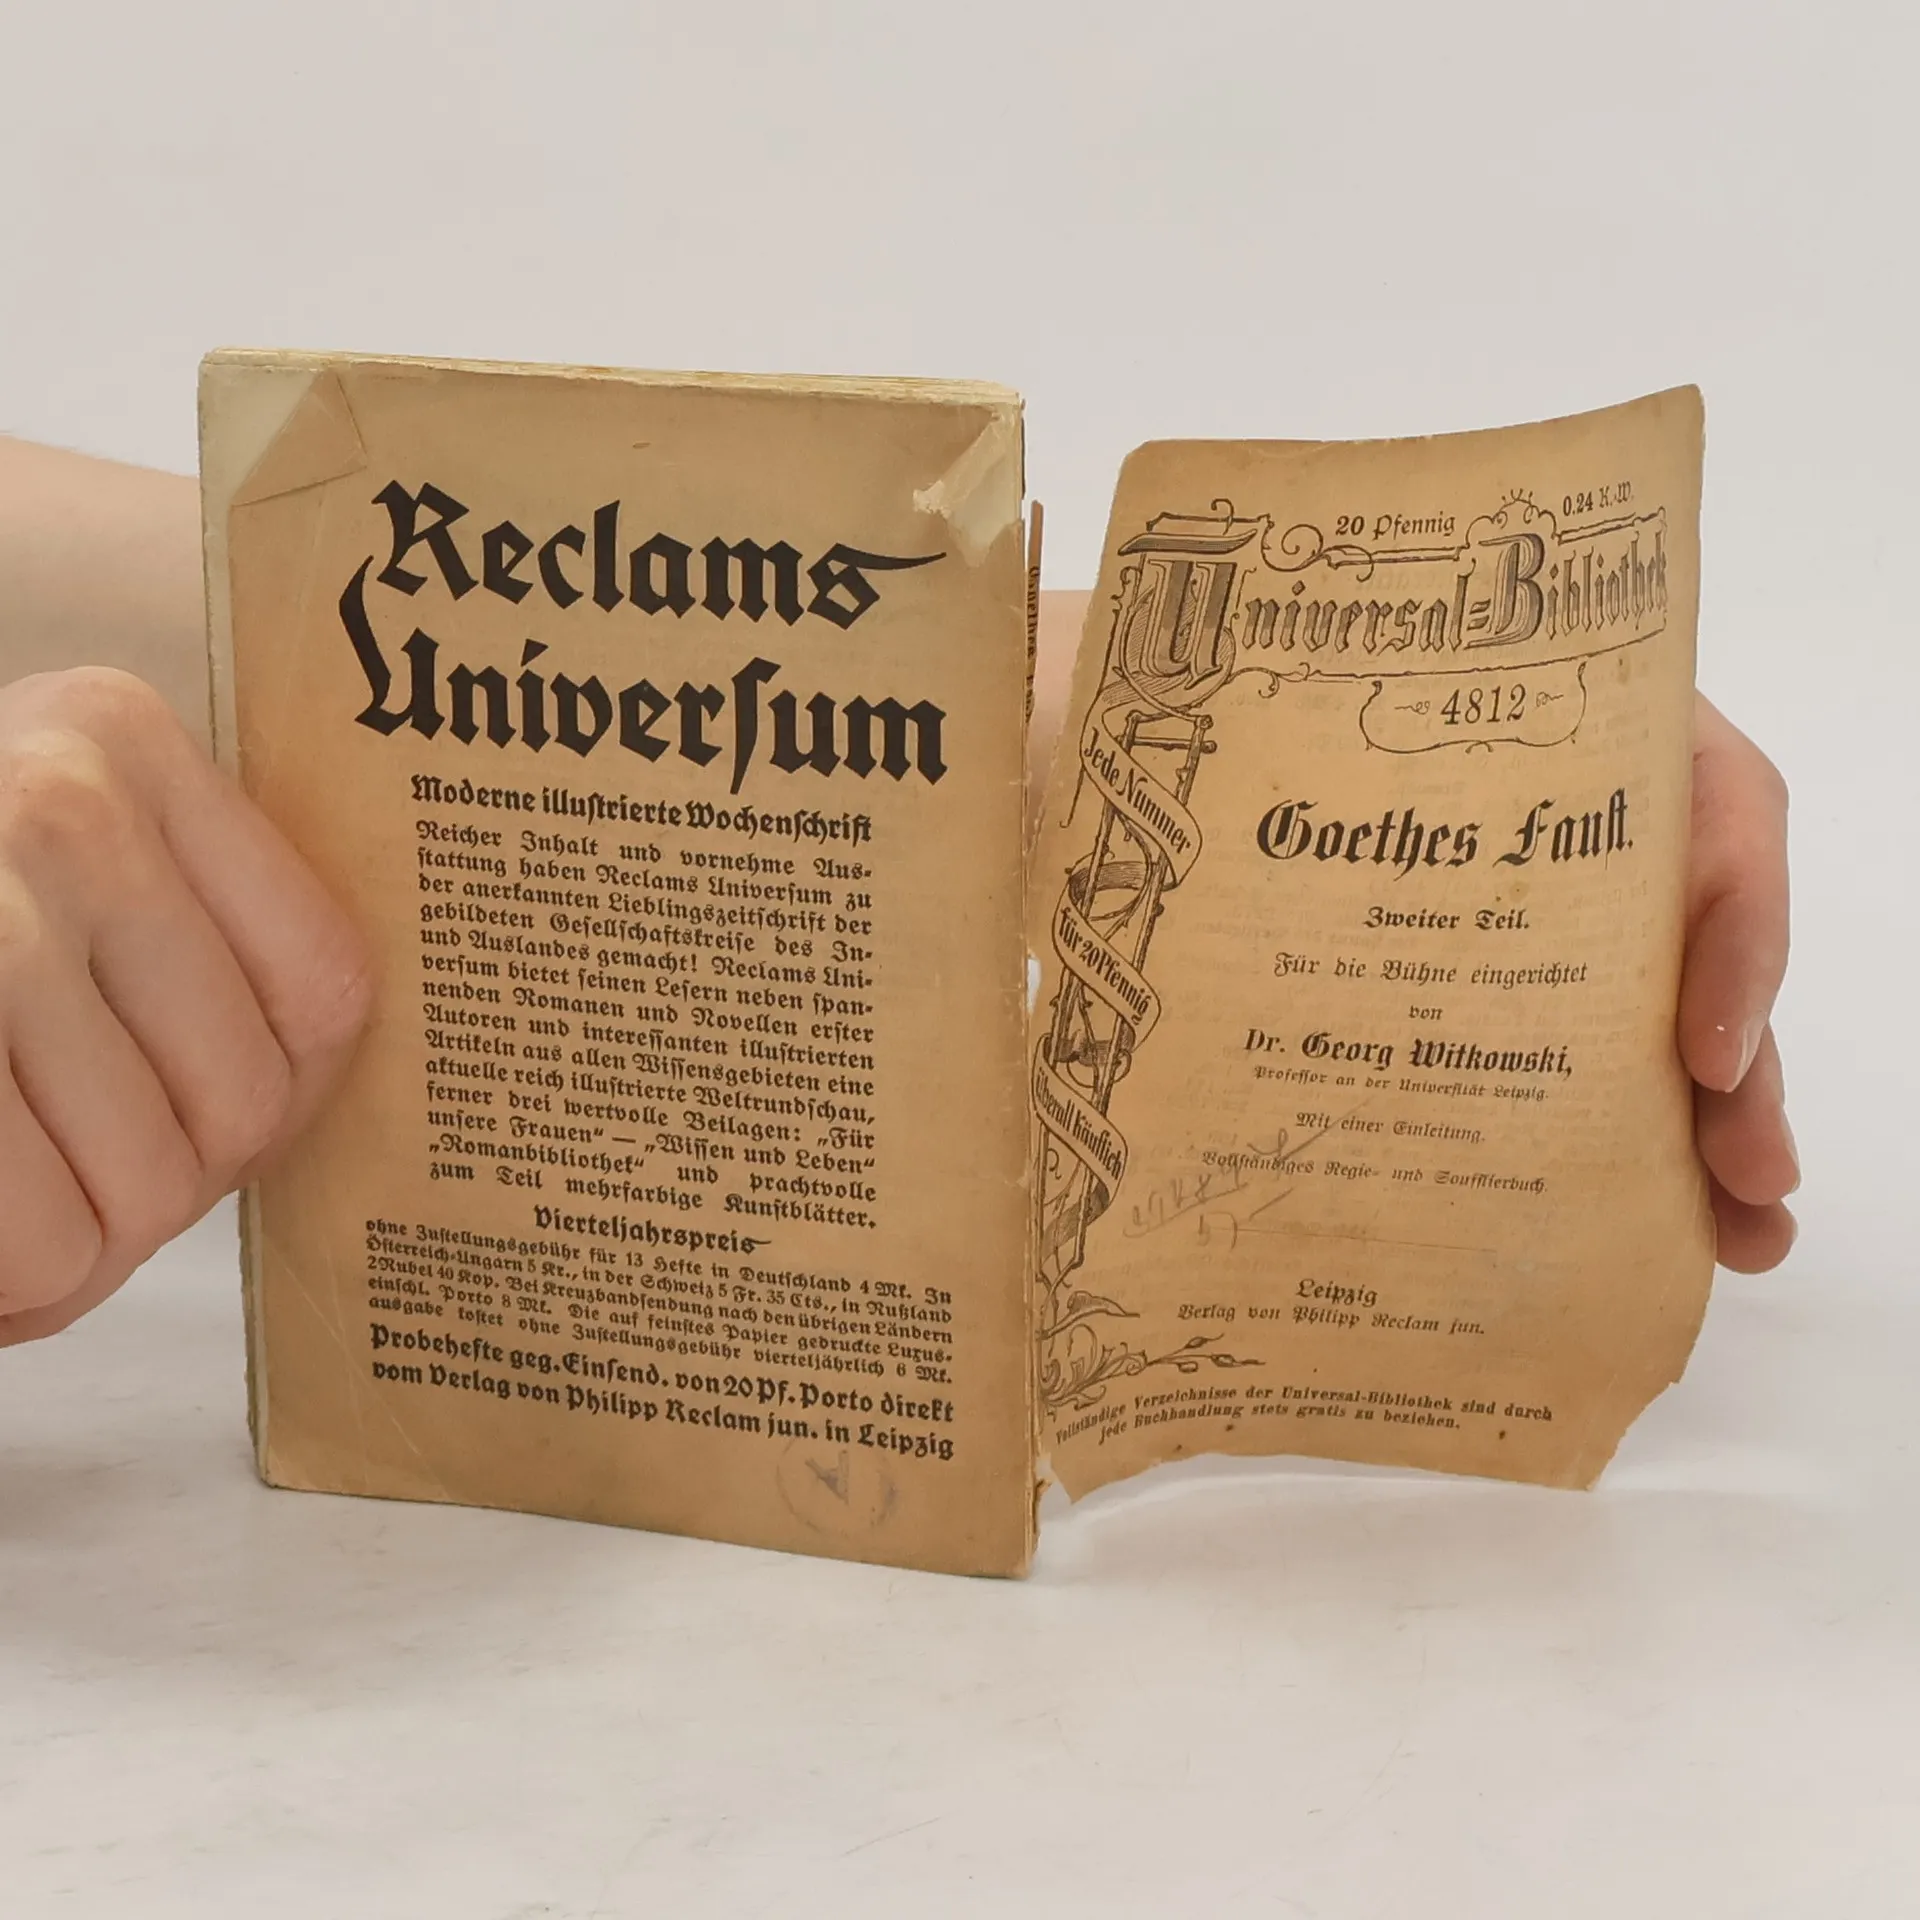 Reclams
Universum
Moderne illustrierte Wochenschrift
Reicher Inhalt und vornehme Aus-
stattung haben Reclams Universum zu
der anerkannten Lieblingszeitschrift der
gebildeten Gesellschaftskreise des In-
und Auslandes gemacht! Reclams Uni-
versum bietet seinen Lesern neben span-
nenden Romanen und Novellen erster
Autoren und interessanten illustrierten
Artikeln aus allen Wissensgebieten eine
aktuelle reich illustrierte Weltrundschau,
ferner drei wertvolle Beilagen: „Für
unsere Frauen“ — „Wissen und Leben“
„Romanbibliothek“ und prachtvolle
zum Teil mehrfarbige Kunstblätter.
Vierteljahrspreis
ohne Zustellungsgebühr für 13 Hefte in Deutschland 4 Mk. In
Österreich-Ungarn 5 Kr., in der Schweiz 5 Fr. 35 Cts., in Rußland
2 Rubel 40 Kop. Bei Kreuzbandsendung nach den übrigen Ländern
einschl. Porto 8 Mk. Die auf feinstes Papier gedruckte Luxus-
ausgabe kostet ohne Zustellungsgebühr vierteljährlich 6 Mk.
Probehefte geg. Einsend. von 20 Pf. Porto direkt
vom Verlag von Philipp Reclam jun. in Leipzig
20 Pfennig
0.24 K.-W.
Universal-Bibliothek
4812
Jede Nummer
für 20 Pfennig
überall käuflich
Goethes Faust.
Zweiter Teil.
Für die Bühne eingerichtet
von
Dr. Georg Witkowski,
Professor an der Universität Leipzig.
Mit einer Einleitung.
Vollständiges Regie- und Soufflierbuch.
Leipzig
Verlag von Philipp Reclam jun.
Vollständige Verzeichnisse der Universal-Bibliothek sind durch
jede Buchhandlung stets gratis zu beziehen.